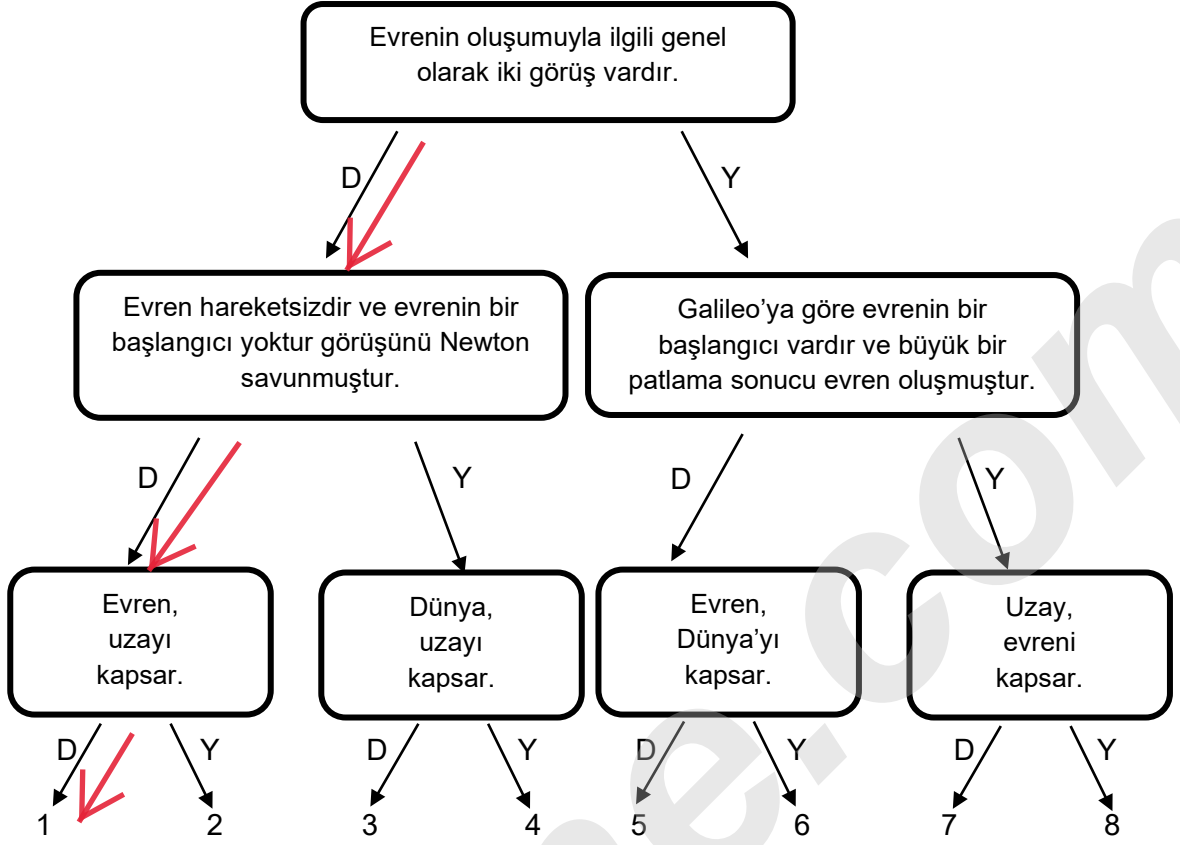 Evrenin oluşumuyla ilgili genel
olarak iki görüş vardır.
D
Y
Evren hareketsizdir ve evrenin bir
başlangıcı yoktur görüşünü Newton
savunmuştur.
Galileo’ya göre evrenin bir
başlangıcı vardır ve büyük bir
patlama sonucu evren oluşmuştur.
D
Y
D
Y
Evren,
uzayı
kapsar.
Dünya,
uzayı
kapsar.
Evren,
Dünya’yı
kapsar.
Uzay,
evreni
kapsar.
D
Y
D
Y
D
Y
D
Y
1
2
3
4
5
6
7
8